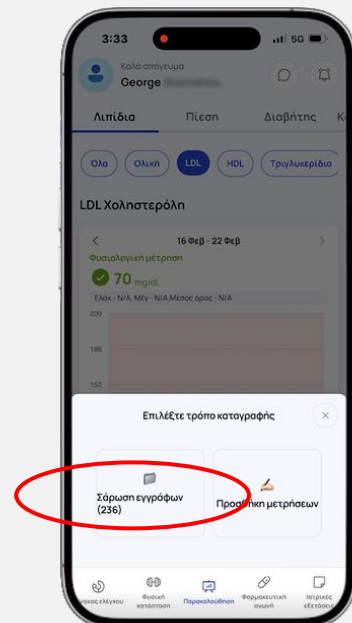 3:33
5G
Καλό απόγευμα
George
Λιπίδια Πίεση Διαβήτης
Όλα Ολική LDL HDL Τριγλυκερίδια
LDL Χοληστερόλη
16 Φεβ - 22 Φεβ
Φυσιολογική μέτρηση
70 mg/dL
Ελάχ - N/A, Μέγ - N/A,Μέσος όρος - N/A
220
186
152
Επιλέξτε τρόπο καταγραφής
Σάρωση εγγράφων
(236)
Προσθήκη μετρήσεων
ελέγχου Φυσική κατάσταση Παρακολούθηση Φαρμακευτική αγωγή Ιατρικές εξετάσεις